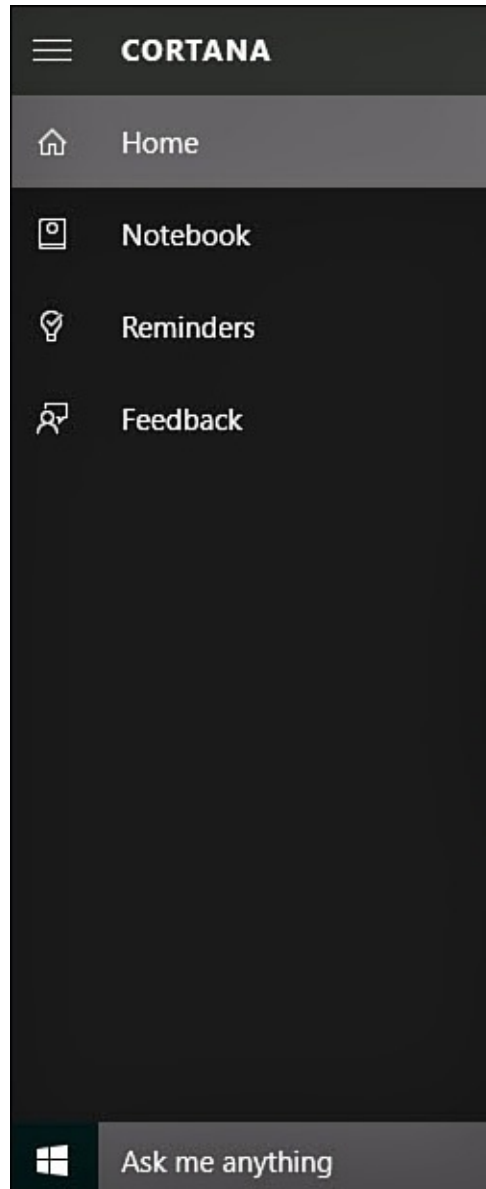 CORTANA
Home
Notebook
Reminders
Feedback
Ask me anything